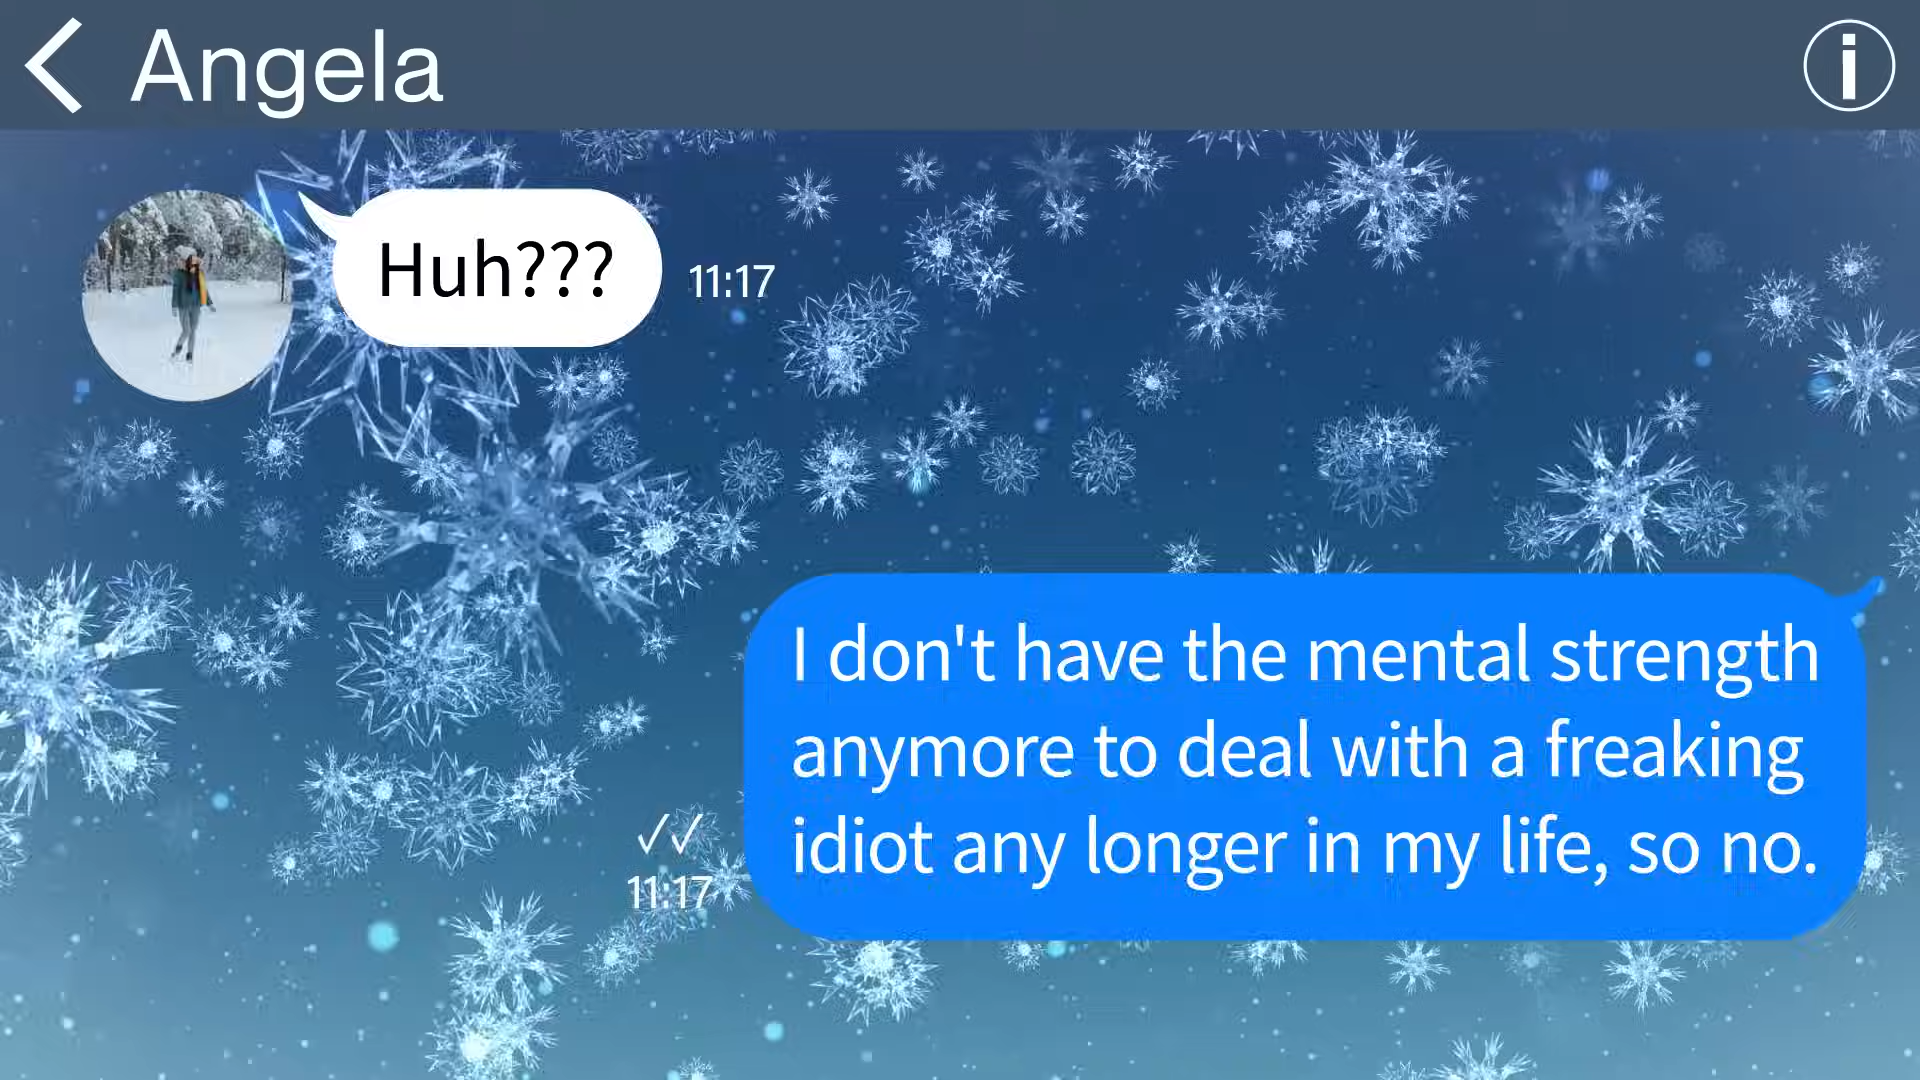 Angela
Huh???
11:17
I don't have the mental strength
anymore to deal with a freaking
idiot any longer in my life, so no.
11:17